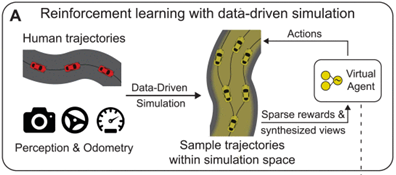 A Reinforcement learning with data-driven simulation
Human trajectories
Perception & Odometry
Data-Driven
Simulation
Sample trajectories
within simulation space
Actions
Virtual
Agent
Sparse rewards &
synthesized views